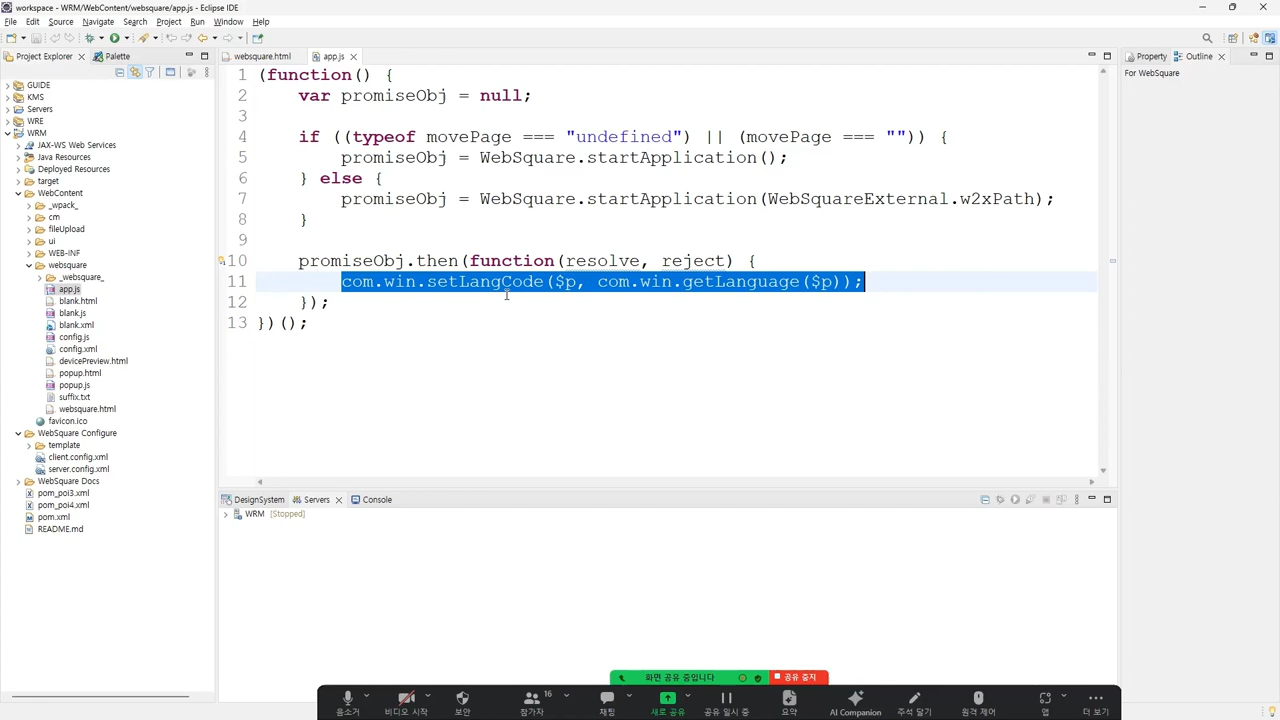 workspace - WRM/WebContent/websquare/app.js - Eclipse IDE
File Edit Source Navigate Search Project Run Window Help
Project Explorer Palette
websquare.html app.js
Property Outline
For WebSquare
GUIDE
KMS
Servers
WRE
WRM
JAX-WS Web Services
Java Resources
Deployed Resources
target
WebContent
_wpack_
cm
fileUpload
ui
WEB-INF
websquare
_websquare_
app.js
blank.html
blank.js
blank.xml
config.js
config.xml
devicePreview.html
popup.html
popup.js
suffix.txt
websquare.html
favicon.ico
WebSquare Configure
template
client.config.xml
server.config.xml
WebSquare Docs
pom_poi3.xml
pom_poi4.xml
pom.xml
README.md
1 (function() {
2 var promiseObj = null;
3
4 if ((typeof movePage === "undefined") || (movePage === "")) {
5 promiseObj = WebSquare.startApplication();
6 } else {
7 promiseObj = WebSquare.startApplication(WebSquareExternal.w2xPath);
8 }
9
10 promiseObj.then(function(resolve, reject) {
11 com.win.setLangCode($p, com.win.getLanguage($p));
12 });
13 })();
DesignSystem Servers Console
WRM [Stopped]
화면 공유 중입니다 공유 중지
16
음소거 비디오 시작 보안 참가자 채팅 새로 공유 공유 일시 중 요약 AI Companion 주석 달기 원격 제어 앱 더 보기